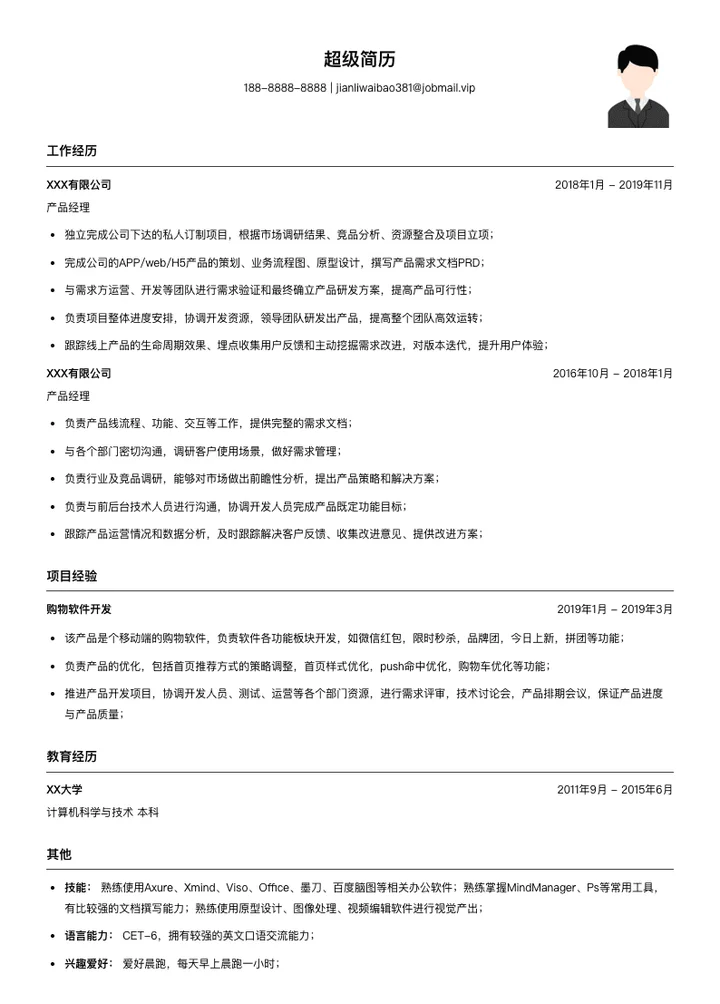 超级简历
188-8888-8888 | jianliwaibao381@jobmail.vip
工作经历
XXX有限公司 2018年1月 - 2019年11月
产品经理
• 独立完成公司下达的私人订制项目，根据市场调研结果、竞品分析、资源整合及项目立项；
• 完成公司的APP/web/H5产品的策划、业务流程图、原型设计，撰写产品需求文档PRD；
• 与需求方运营、开发等团队进行需求验证和最终确立产品研发方案，提高产品可行性；
• 负责项目整体进度安排，协调开发资源，领导团队研发出产品，提高整个团队高效运转；
• 跟踪线上产品的生命周期效果、埋点收集用户反馈和主动挖掘需求改进，对版本迭代，提升用户体验；
XXX有限公司 2016年10月 - 2018年1月
产品经理
• 负责产品线流程、功能、交互等工作，提供完整的需求文档；
• 与各个部门密切沟通，调研客户使用场景，做好需求管理；
• 负责行业及竞品调研，能够对市场做出前瞻性分析，提出产品策略和解决方案；
• 负责与前后台技术人员进行沟通，协调开发人员完成产品既定功能目标；
• 跟踪产品运营情况和数据分析，及时跟踪解决客户反馈、收集改进意见、提供改进方案；
项目经验
购物软件开发 2019年1月 - 2019年3月
• 该产品是个移动端的购物软件，负责软件各功能板块开发，如微信红包，限时秒杀，品牌团，今日上新，拼团等功能；
• 负责产品的优化，包括首页推荐方式的策略调整，首页样式优化，push命中优化，购物车优化等功能；
• 推进产品开发项目，协调开发人员、测试、运营等各个部门资源，进行需求评审，技术讨论会，产品排期会议，保证产品进度
与产品质量；
教育经历
XX大学 2011年9月 - 2015年6月
计算机科学与技术 本科
其他
• 技能： 熟练使用Axure、Xmind、Viso、Office、墨刀、百度脑图等相关办公软件；熟练掌握MindManager、Ps等常用工具，
有比较强的文档撰写能力；熟练使用原型设计、图像处理、视频编辑软件进行视觉产出；
• 语言能力： CET-6，拥有较强的英文口语交流能力；
• 兴趣爱好： 爱好晨跑，每天早上晨跑一小时；